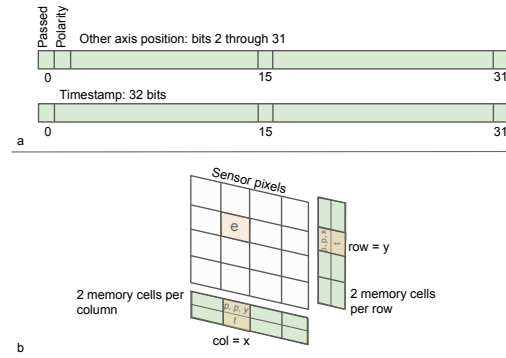 Passed
Polarity
Other axis position: bits 2 through 31
0 15 31
Timestamp: 32 bits
0 15 31
a
Sensor pixels
e
p, p, x
t
row = y
2 memory cells per
column
p, p, y
t
2 memory cells
per row
col = x
b